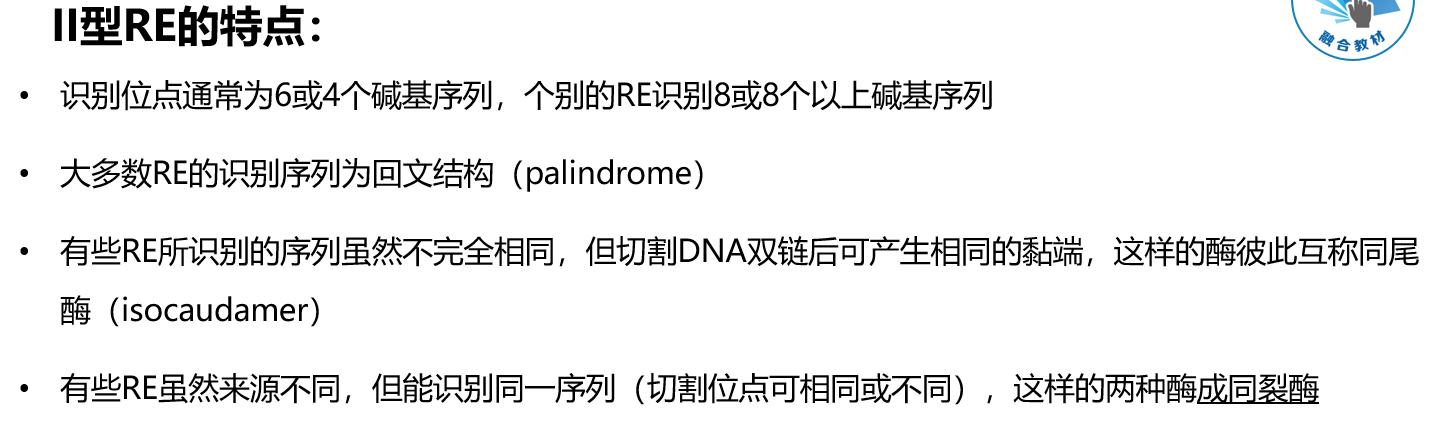 II型RE的特点：
融合教材
• 识别位点通常为6或4个碱基序列，个别的RE识别8或8个以上碱基序列
• 大多数RE的识别序列为回文结构（palindrome）
• 有些RE所识别的序列虽然不完全相同，但切割DNA双链后可产生相同的黏端，这样的酶彼此互称同尾
酶（isocaudamer）
• 有些RE虽然来源不同，但能识别同一序列（切割位点可相同或不同），这样的两种酶成同裂酶